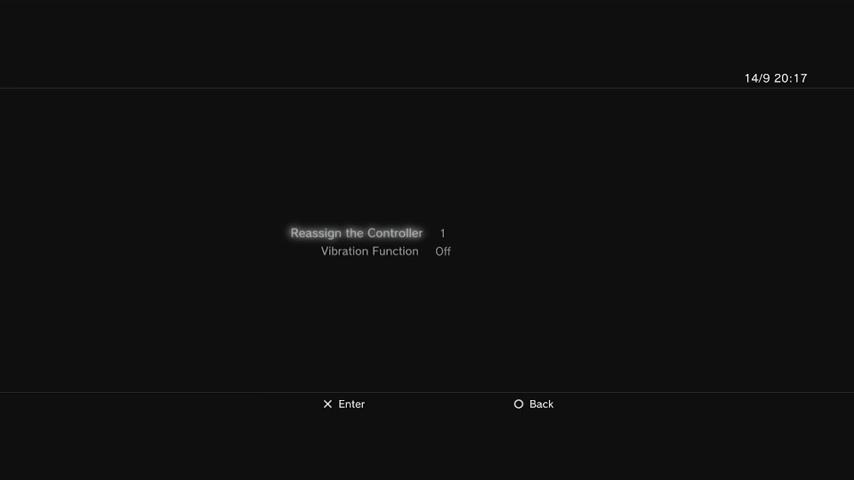 14/9 20:17
Reassign the Controller 1
Vibration Function Off
Enter Back